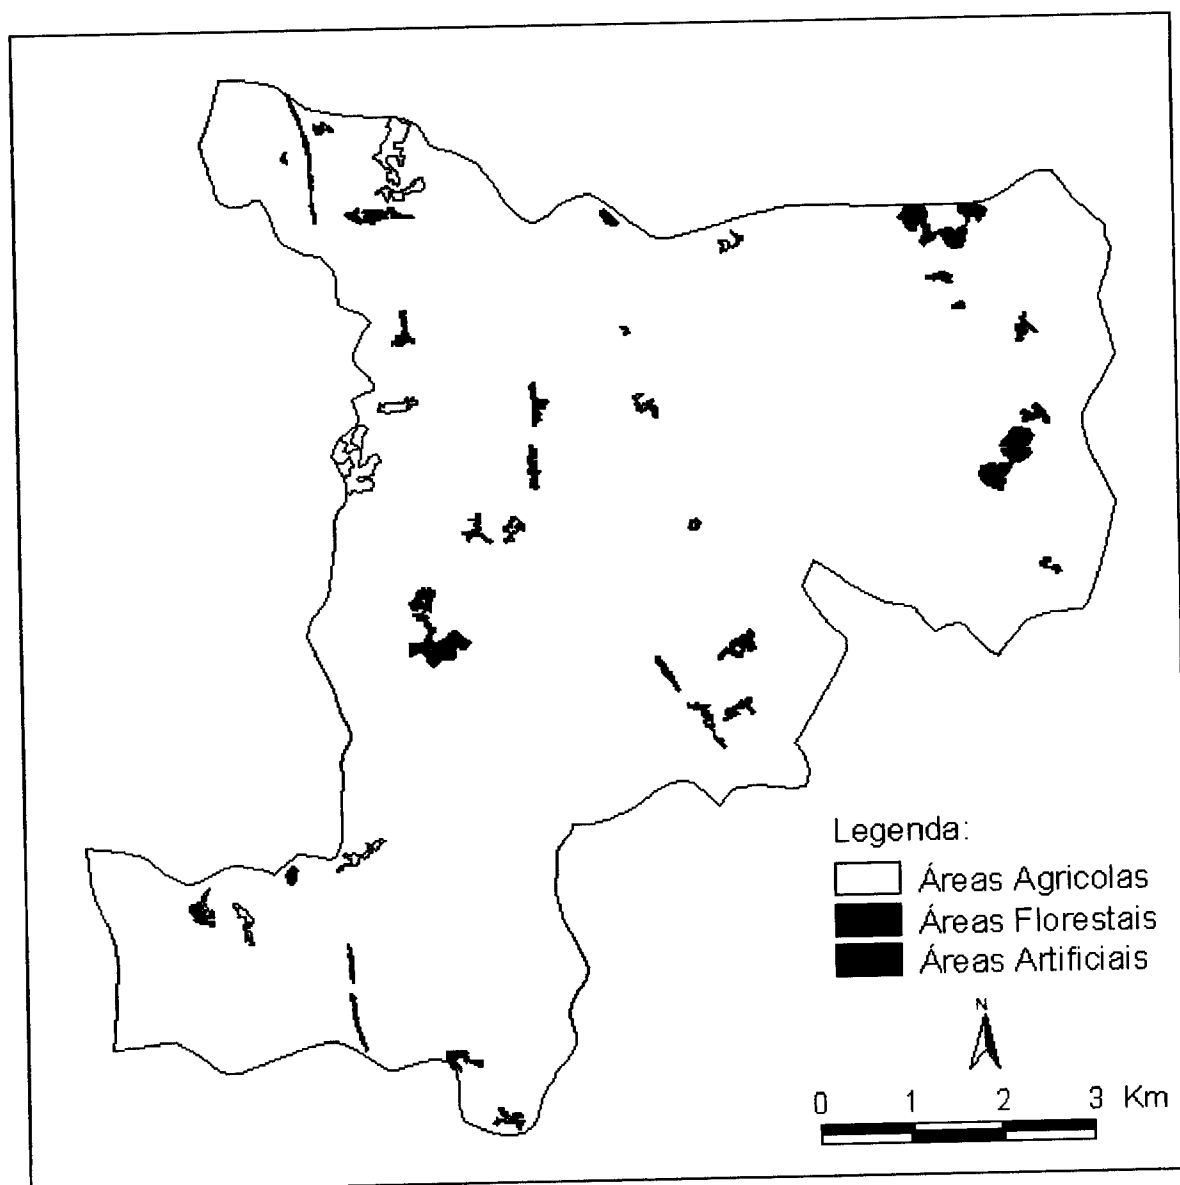 Legenda:
Áreas Agricolas
Áreas Florestais
Áreas Artificiais
N
0 1 2 3 Km